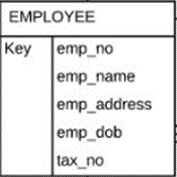 EMPLOYEE
Key emp_no
emp_name
emp_address
emp_dob
tax_no